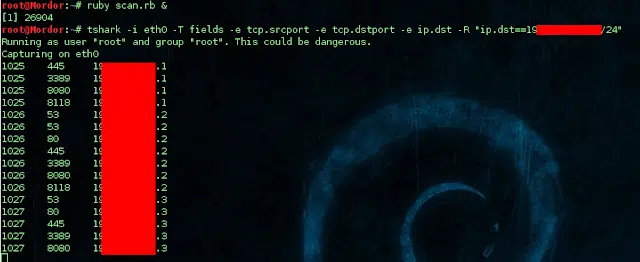 root@Mordor:~# ruby scan.rb &
[1] 26904
root@Mordor:~# tshark -i eth0 -T fields -e tcp.srcport -e tcp.dstport -e ip.dst -R "ip.dst==19 /24"
Running as user "root" and group "root". This could be dangerous.
Capturing on eth0
1025 445 19 .1
1025 3389 19 .1
1025 8080 19 .1
1025 8118 19 .1
1026 53 19 .2
1026 53 19 .2
1026 80 19 .2
1026 445 19 .2
1026 3389 19 .2
1026 8080 19 .2
1026 8118 19 .2
1027 53 19 .3
1027 80 19 .3
1027 445 19 .3
1027 3389 19 .3
1027 8080 19 .3